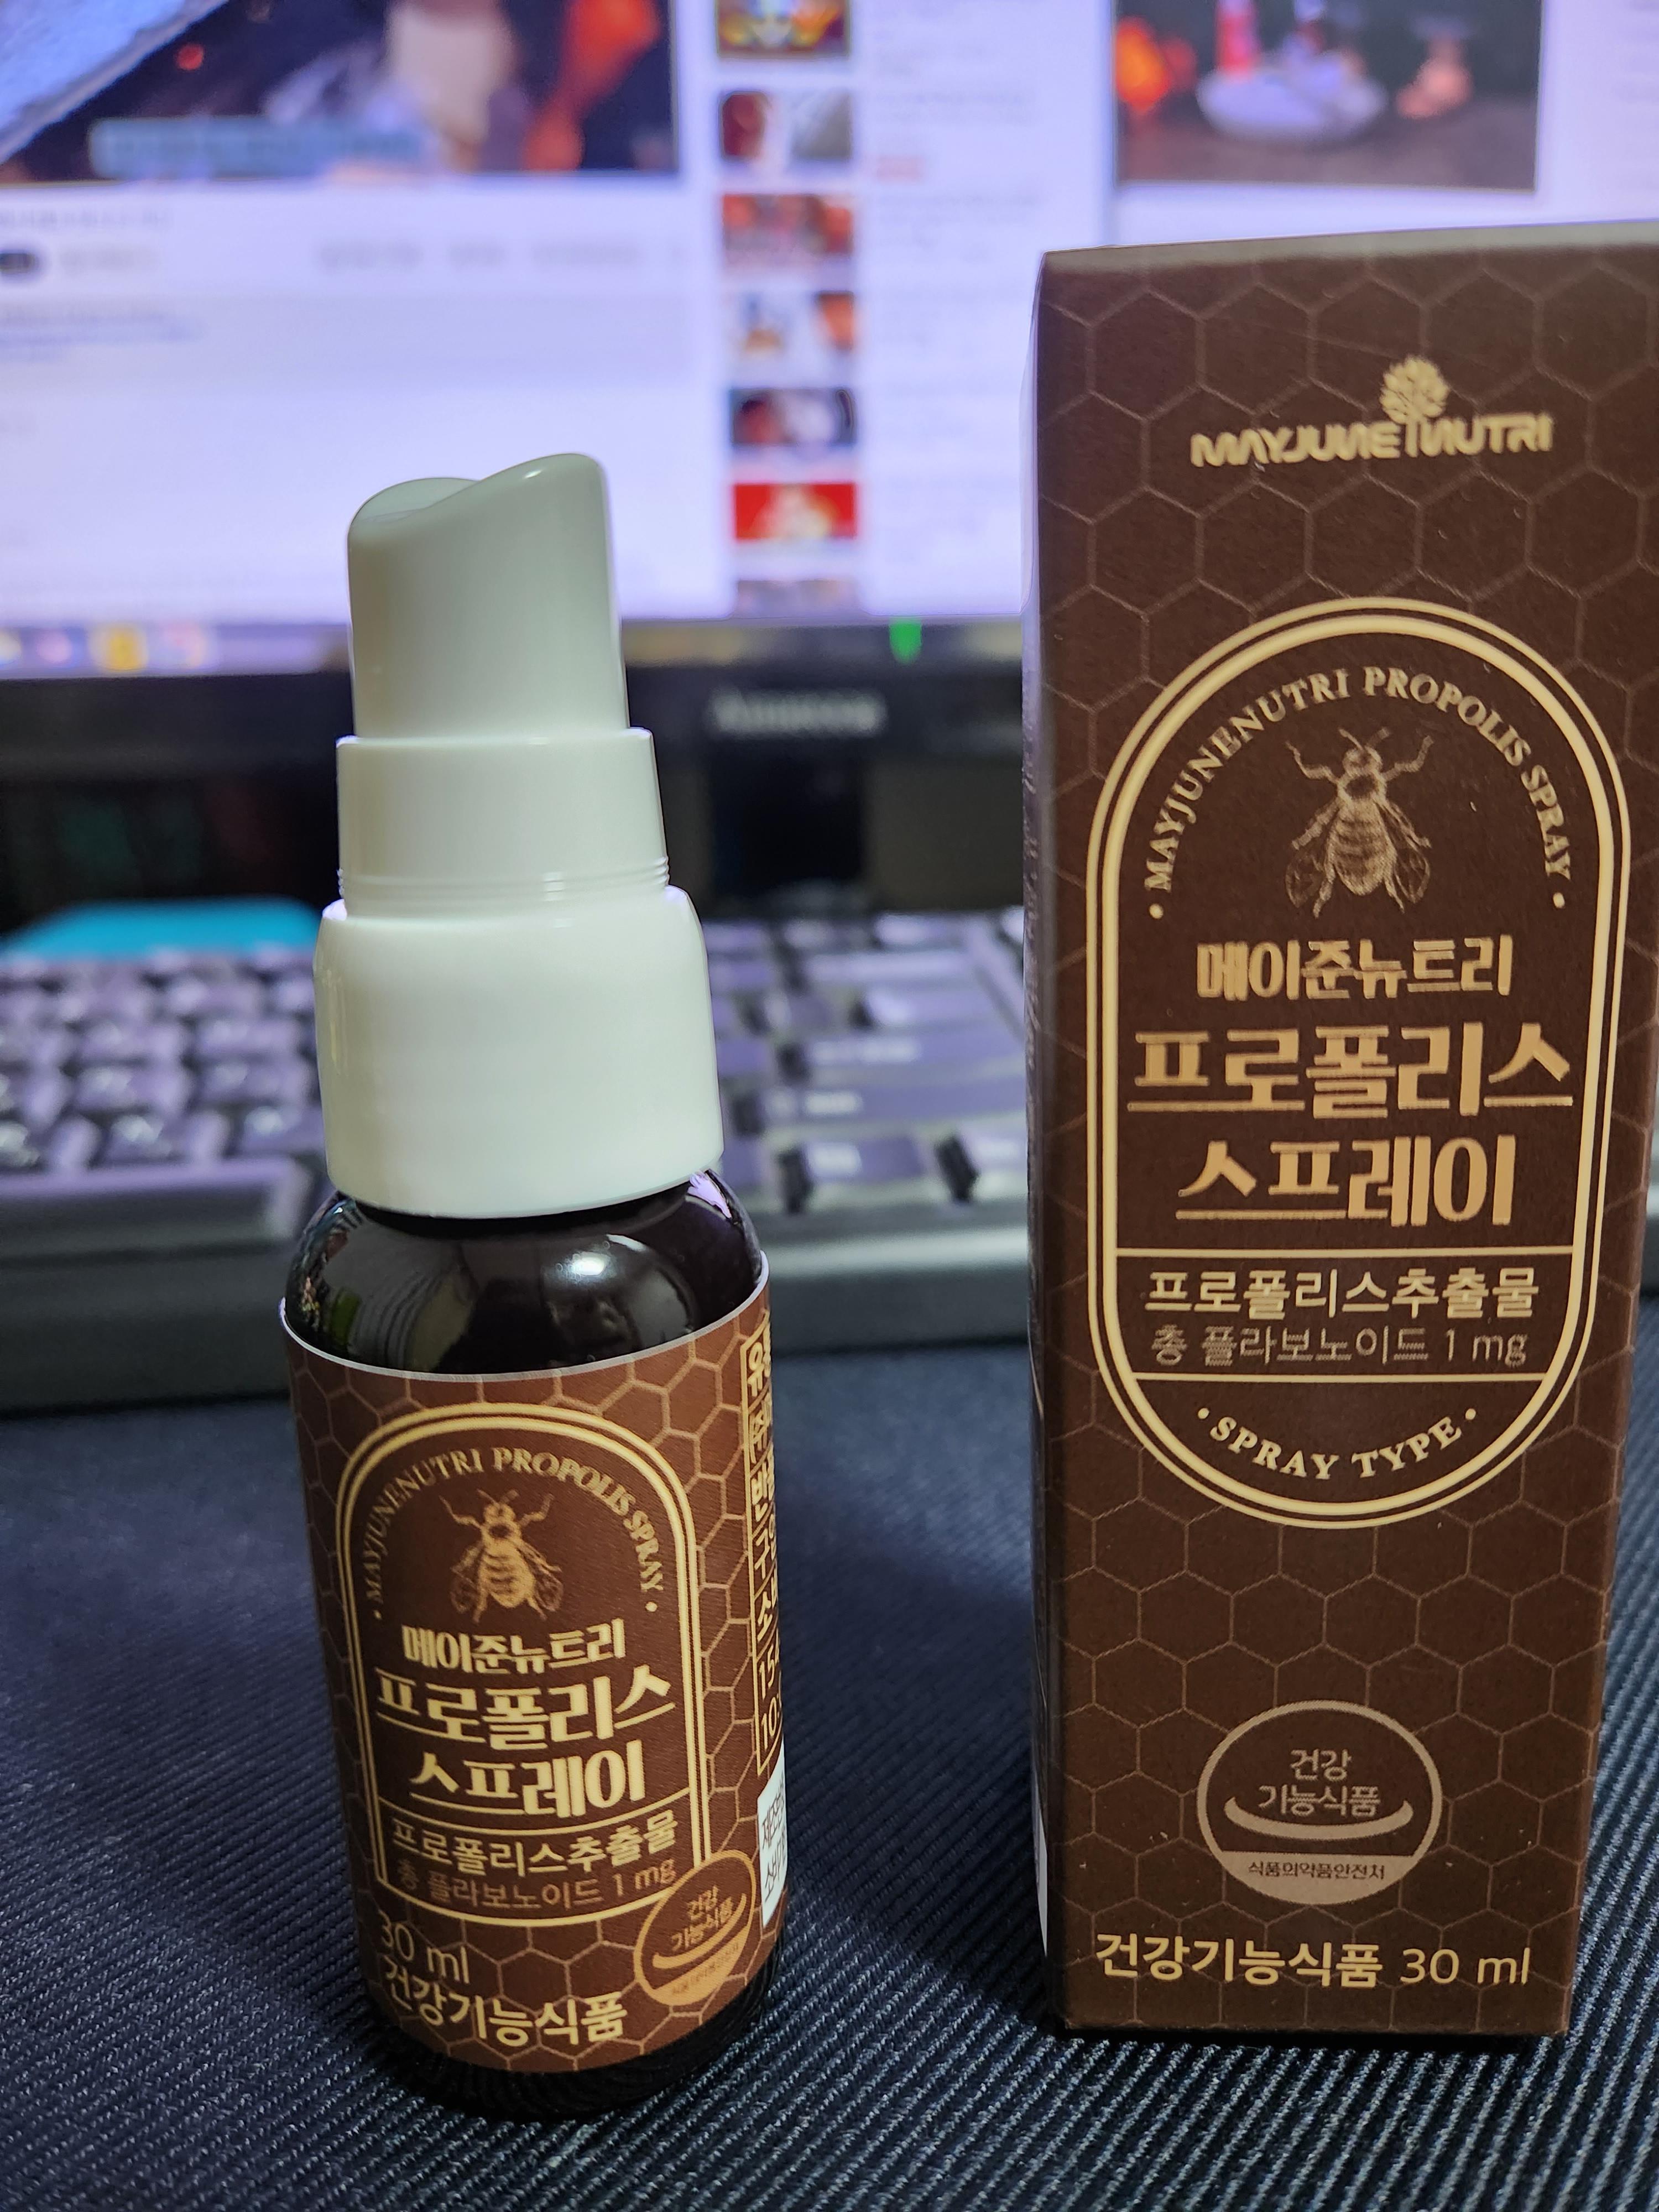 MAYJUNE NUTRI
• MAYJUNENUTRI PROPOLIS SPRAY •
메이준뉴트리
프로폴리스
스프레이
프로폴리스추출물
총 플라보노이드 1 mg
• SPRAY TYPE •
건강
기능식품
식품의약품안전처
건강기능식품 30 ml
• MAYJUNENUTRI PROPOLIS SPRAY •
메이준뉴트리
프로폴리스
스프레이
프로폴리스추출물
총 플라보노이드 1 mg
30 ml
건강기능식품
건강
기능식품